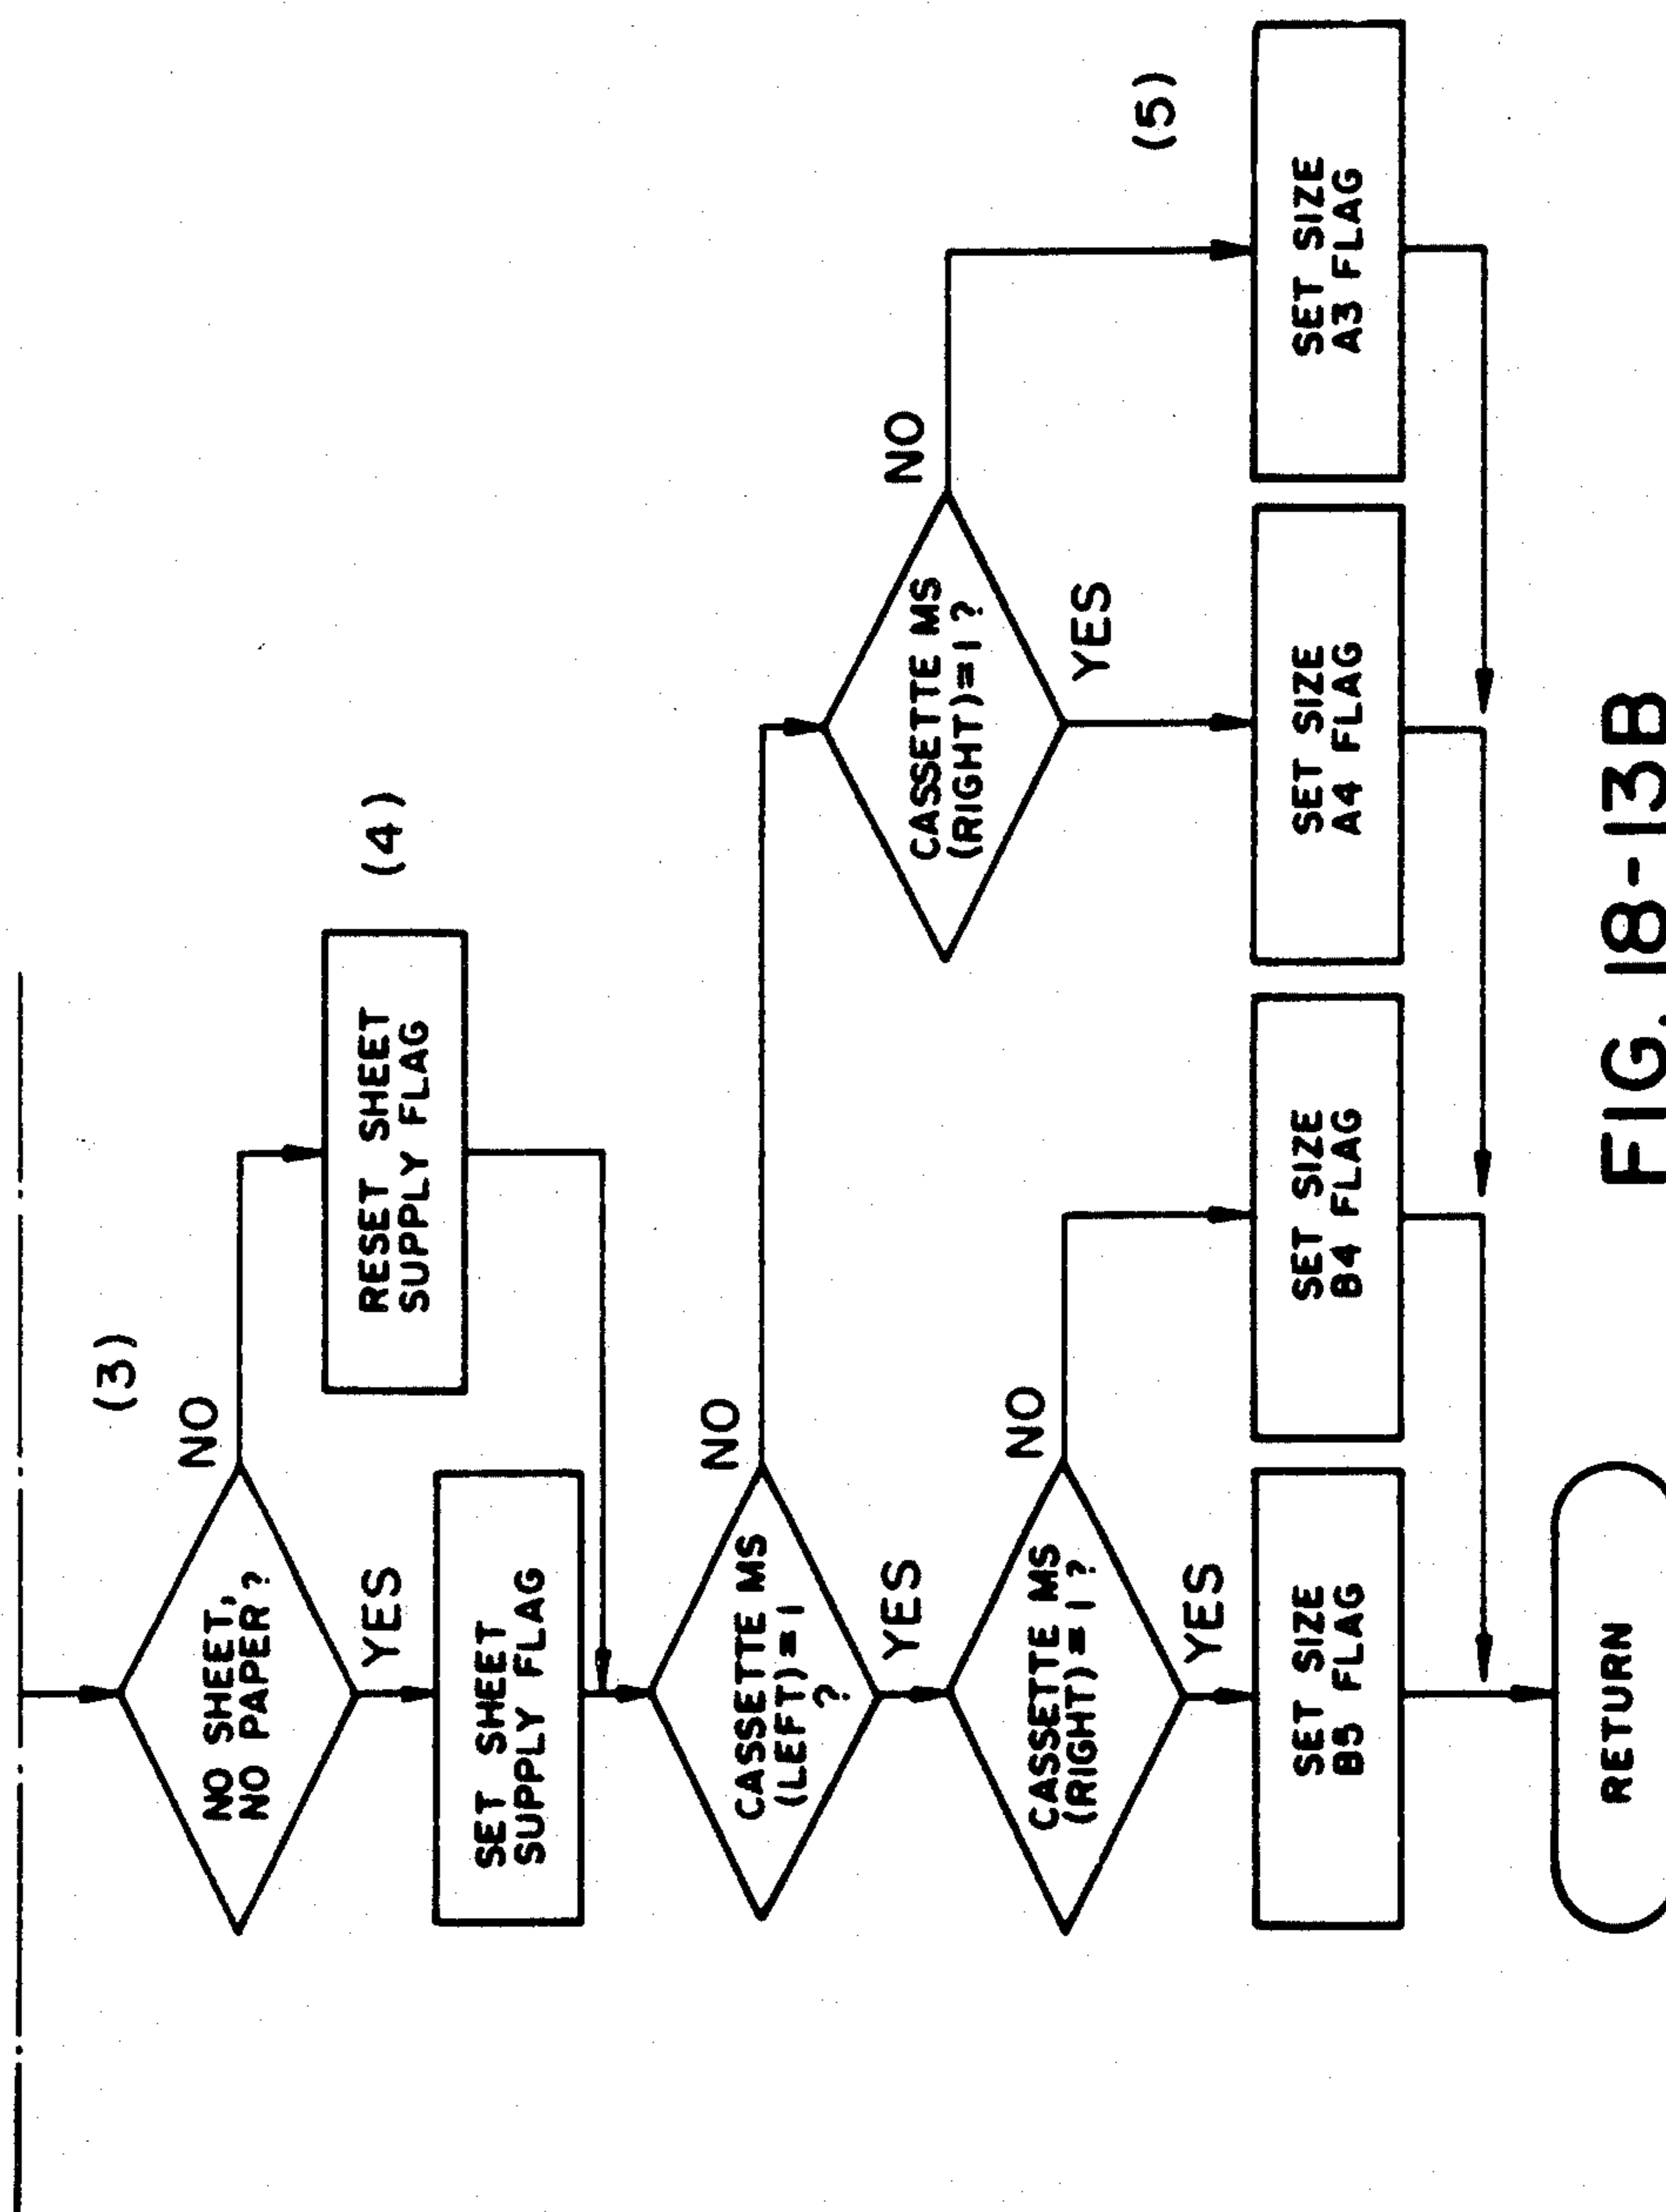 (3)
NO SHEET,
NO PAPER?
NO
YES
(4)
RESET SHEET
SUPPLY FLAG
SET SHEET
SUPPLY FLAG
CASSETTE MS
(LEFT)=1
?
NO
YES
CASSETTE MS
(RIGHT)=1?
NO
YES
CASSETTE MS
(RIGHT)=1?
NO
YES
(5)
SET SIZE
B5 FLAG
SET SIZE
B4 FLAG
SET SIZE
A4 FLAG
SET SIZE
A3 FLAG
RETURN
FIG. 18-13B